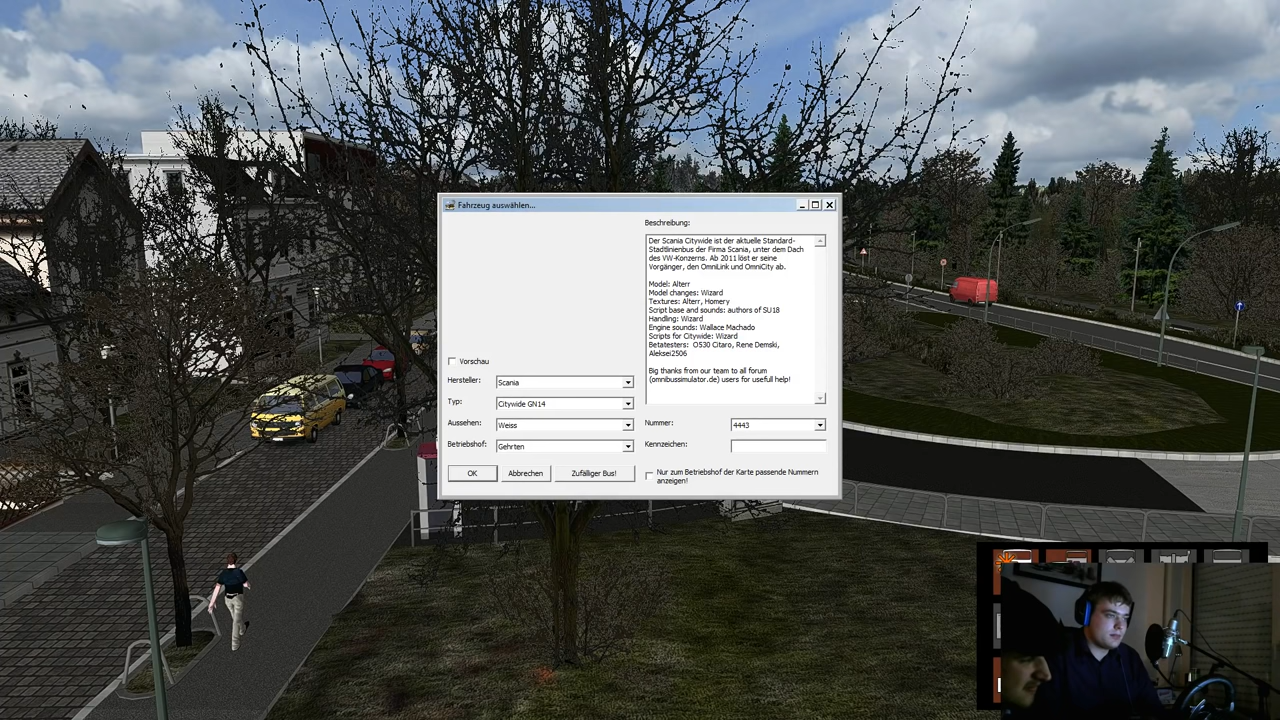 Fahrzeug auswählen...
Beschreibung:
Der Scania Citywide ist der aktuelle Standard-
Stadtlinienbus der Firma Scania, unter dem Dach
des VW-Konzerns. Ab 2011 löst er seine
Vorgänger, den OmniLink und OmniCity ab.
Model: Alterr
Model changes: Wizard
Textures: Alterr, Homery
Script base and sounds: authors of SU18
Handling: Wizard
Engine sounds: Wallace Machado
Scripts for Citywide: Wizard
Betatesters: O530 Citaro, Rene Demski,
Aleksei2506
Big thanks from our team to all forum
(omnibussimulator.de) users for usefull help!
Vorschau
Hersteller: Scania
Typ: Citywide GN14
Aussehen: Weiss
Nummer: 4443
Betriebshof: Gehrten
Kennzeichen:
OK
Abbrechen
Zufälliger Bus!
Nur zum Betriebshof der Karte passende Nummern
anzeigen!